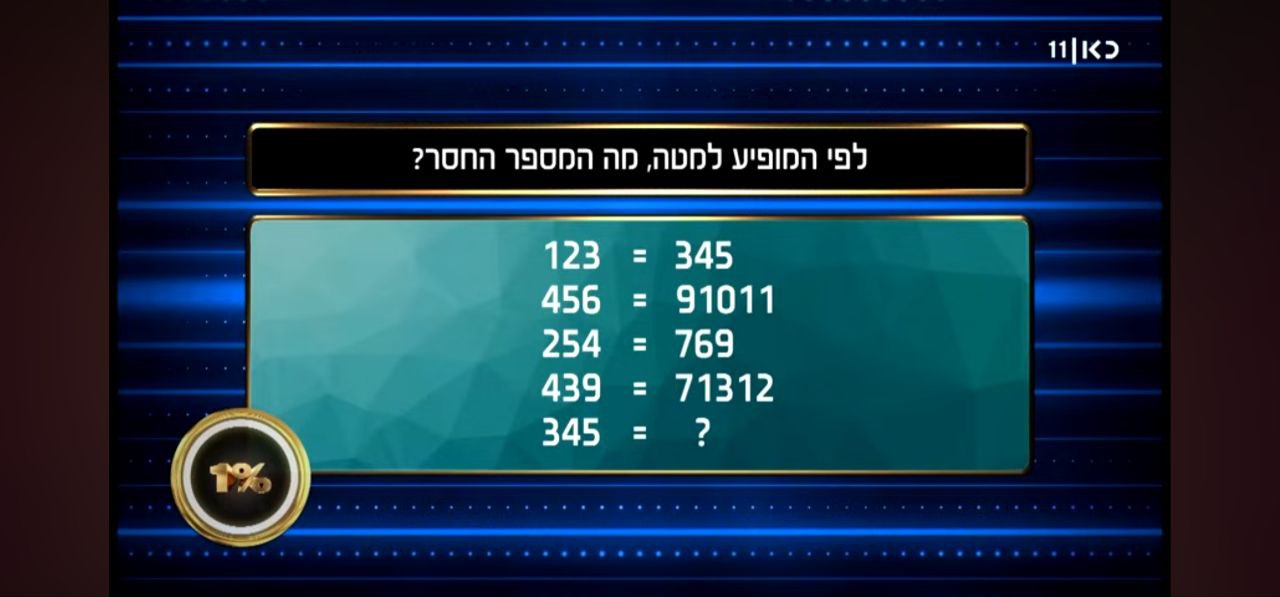 כאן|11
לפי המופיע למטה, מה המספר החסר?
123 = 345
456 = 91011
254 = 769
439 = 71312
345 = ?
1%